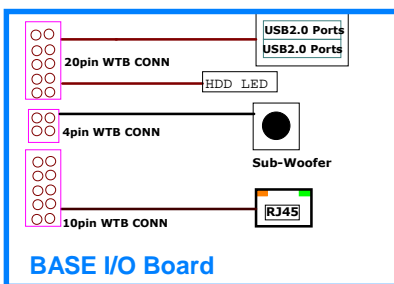 USB2.0 Ports
USB2.0 Ports
20pin WTB CONN
HDD LED
4pin WTB CONN
Sub-Woofer
RJ45
10pin WTB CONN
BASE I/O Board